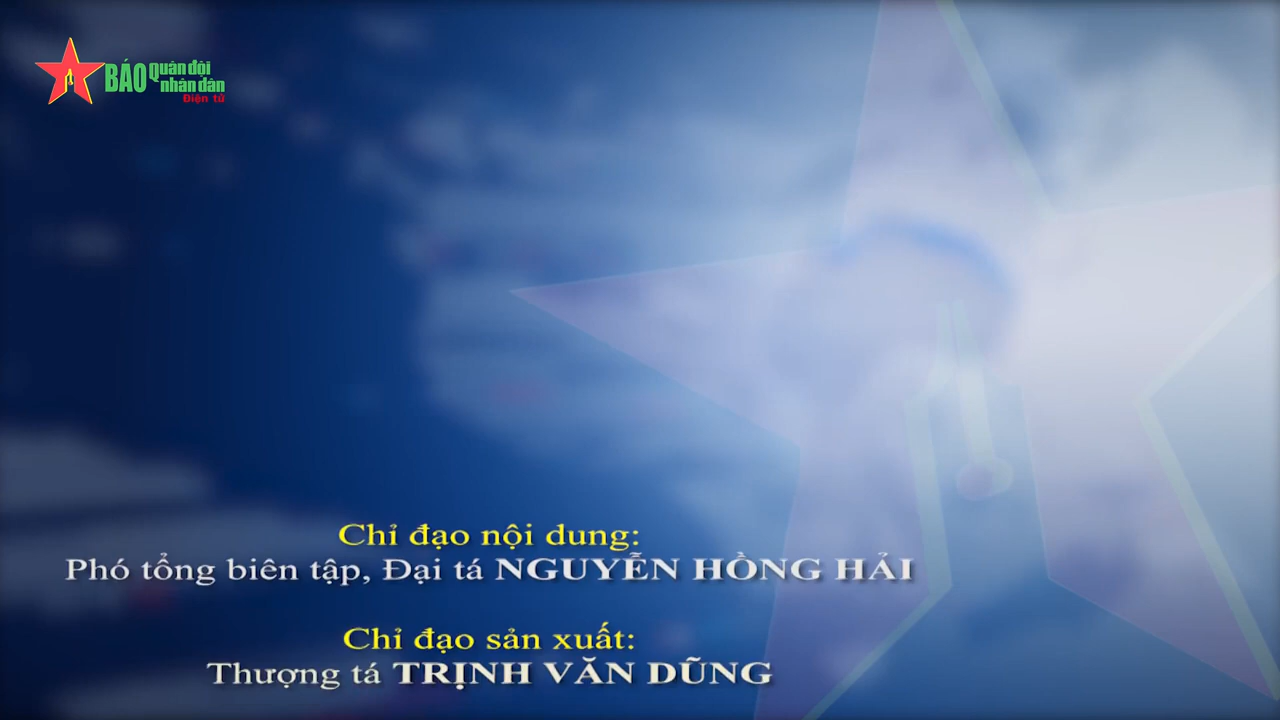 BÁO Quân đội
nhân dân
Điện tử
Chỉ đạo nội dung:
Phó tổng biên tập, Đại tá NGUYỄN HỒNG HẢI
Chỉ đạo sản xuất:
Thượng tá TRỊNH VĂN DŨNG